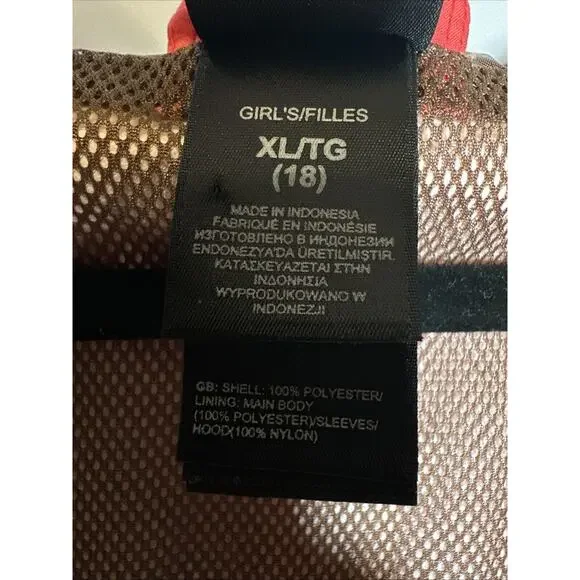 GIRL'S/FILLES
XL/TG
(18)
MADE IN INDONESIA
FABRIQUÉ EN INDONÉSIE
ИЗГОТОВЛЕНО В ИНДОНЕЗИИ
ENDONEZYA'DA ÜRETILMIŞTIR.
ΚΑΤΑΣΚΕΥΑΖΕΤΑΙ ΣΤΗΝ
ΙΝΔΟΝΗΣΙΑ
WYPRODUKOWANO W
INDONEZJI
GB: SHELL: 100% POLYESTER/
LINING: MAIN BODY
(100% POLYESTER)/SLEEVES/
HOOD(100% NYLON)